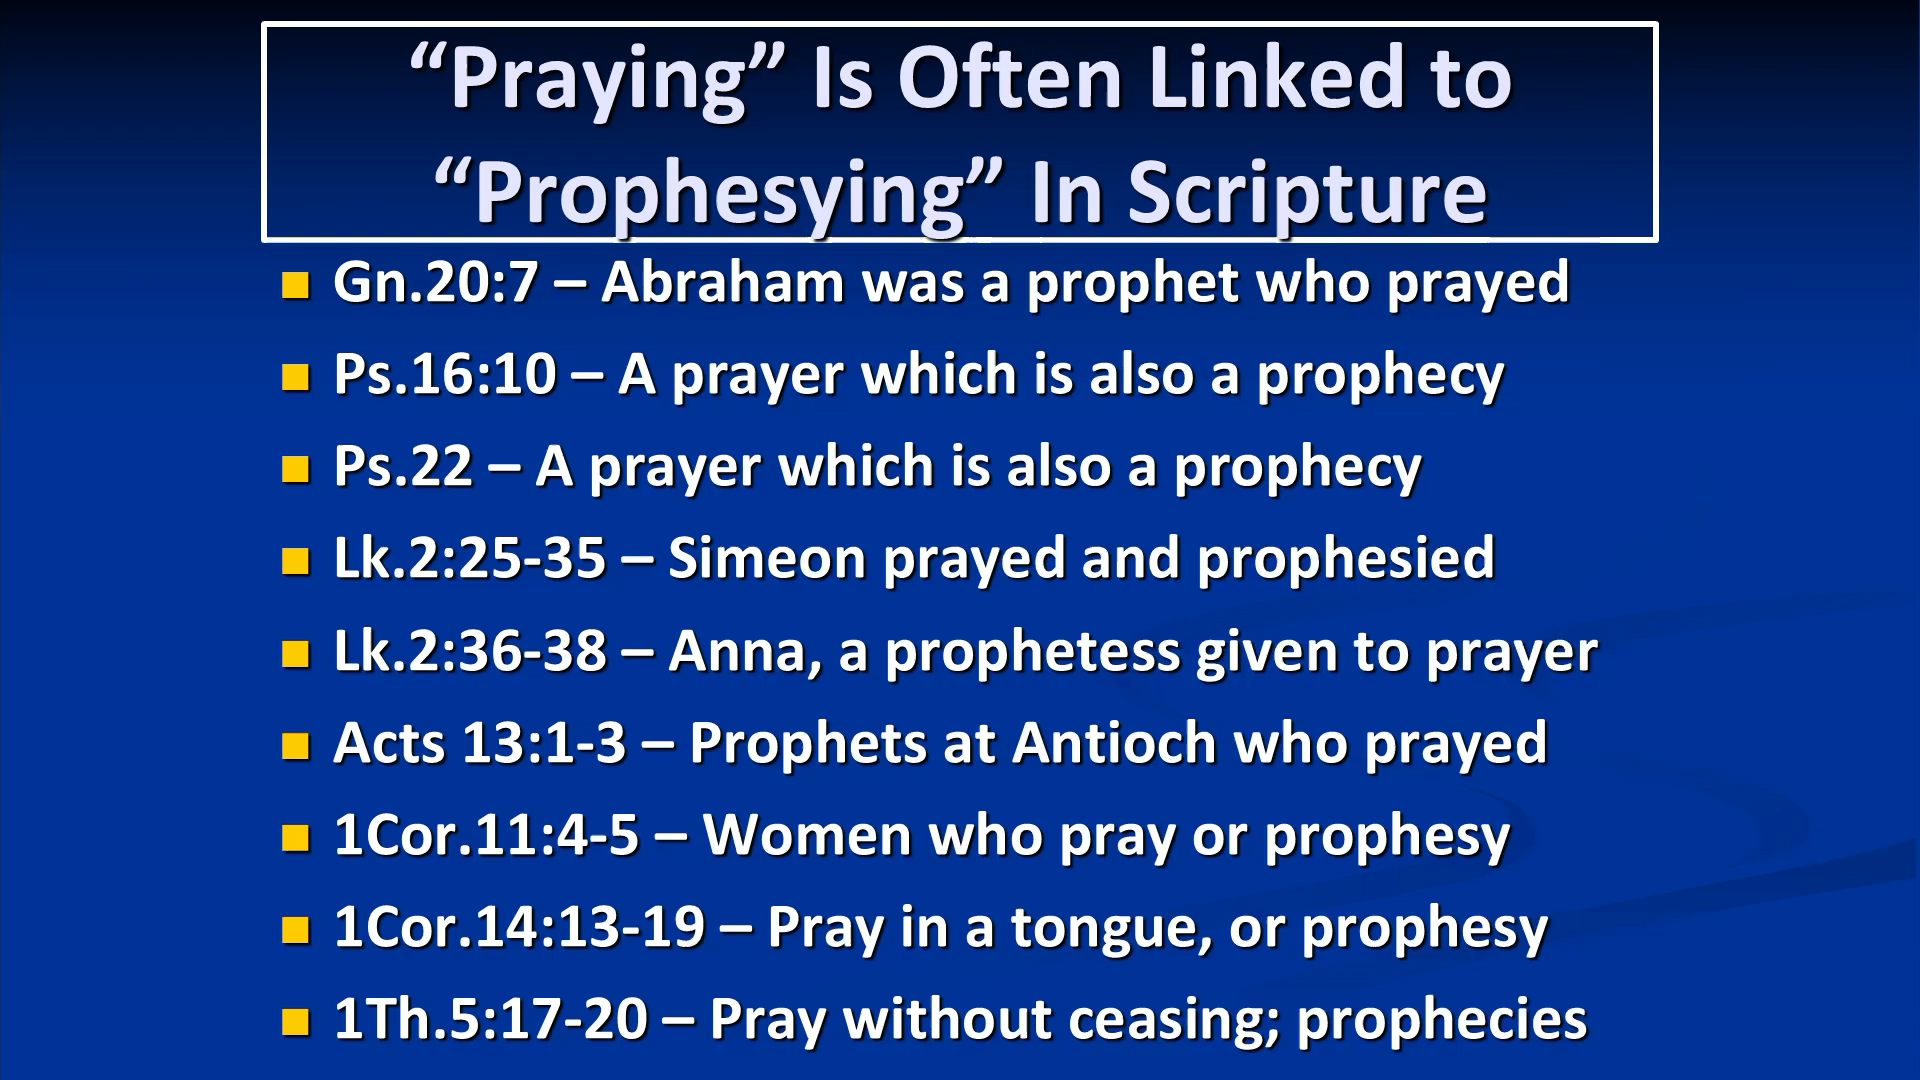 “Praying” Is Often Linked to
“Prophesying” In Scripture
Gn.20:7 – Abraham was a prophet who prayed
Ps.16:10 – A prayer which is also a prophecy
Ps.22 – A prayer which is also a prophecy
Lk.2:25-35 – Simeon prayed and prophesied
Lk.2:36-38 – Anna, a prophetess given to prayer
Acts 13:1-3 – Prophets at Antioch who prayed
1Cor.11:4-5 – Women who pray or prophesy
1Cor.14:13-19 – Pray in a tongue, or prophesy
1Th.5:17-20 – Pray without ceasing; prophecies